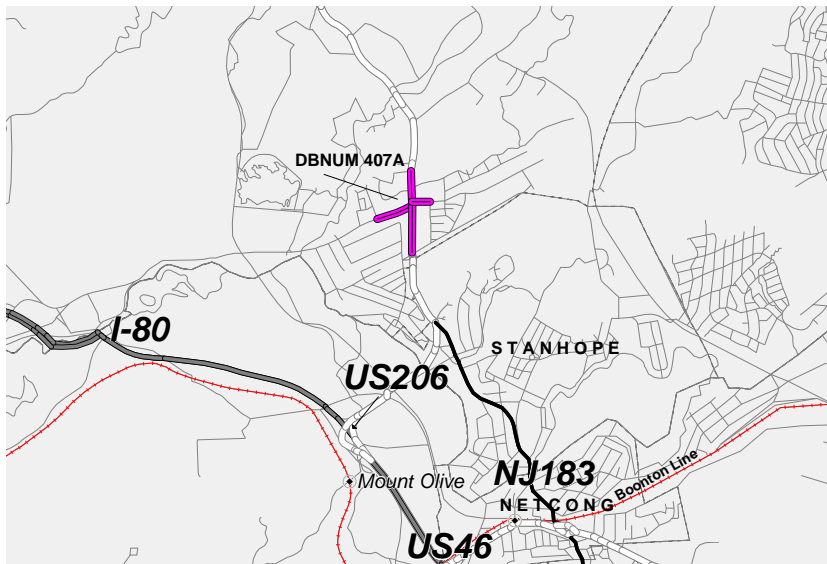 DBNUM 407A
I-80
STANHOPE
US206
NJ183
Boonton Line
Mount Olive
NETCONG
US46